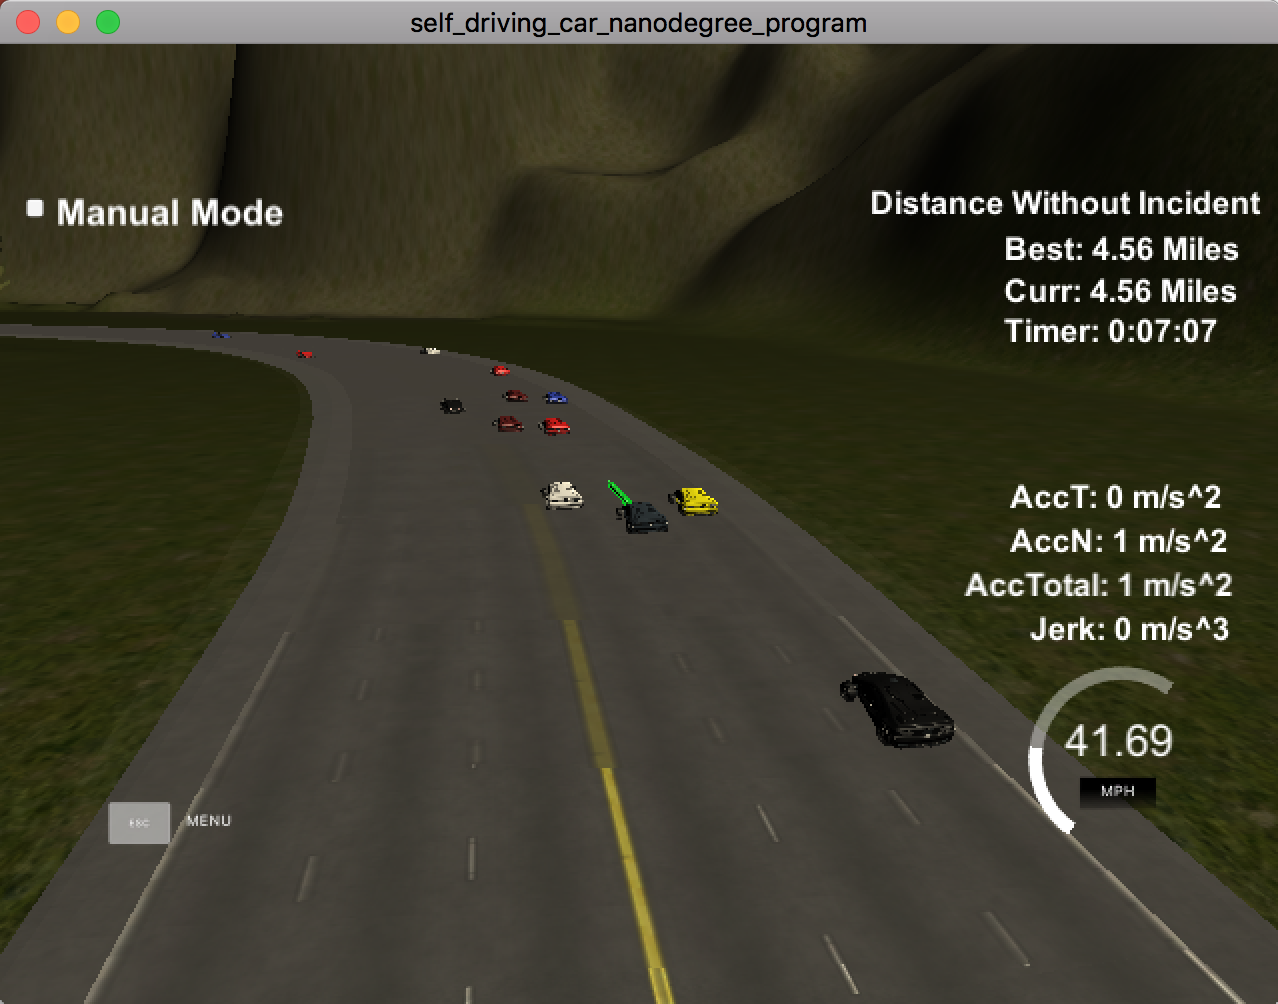 self_driving_car_nanodegree_program
Manual Mode
Distance Without Incident
Best: 4.56 Miles
Curr: 4.56 Miles
Timer: 0:07:07
AccT: 0 m/s^2
AccN: 1 m/s^2
AccTotal: 1 m/s^2
Jerk: 0 m/s^3
41.69
MPH
ESC MENU